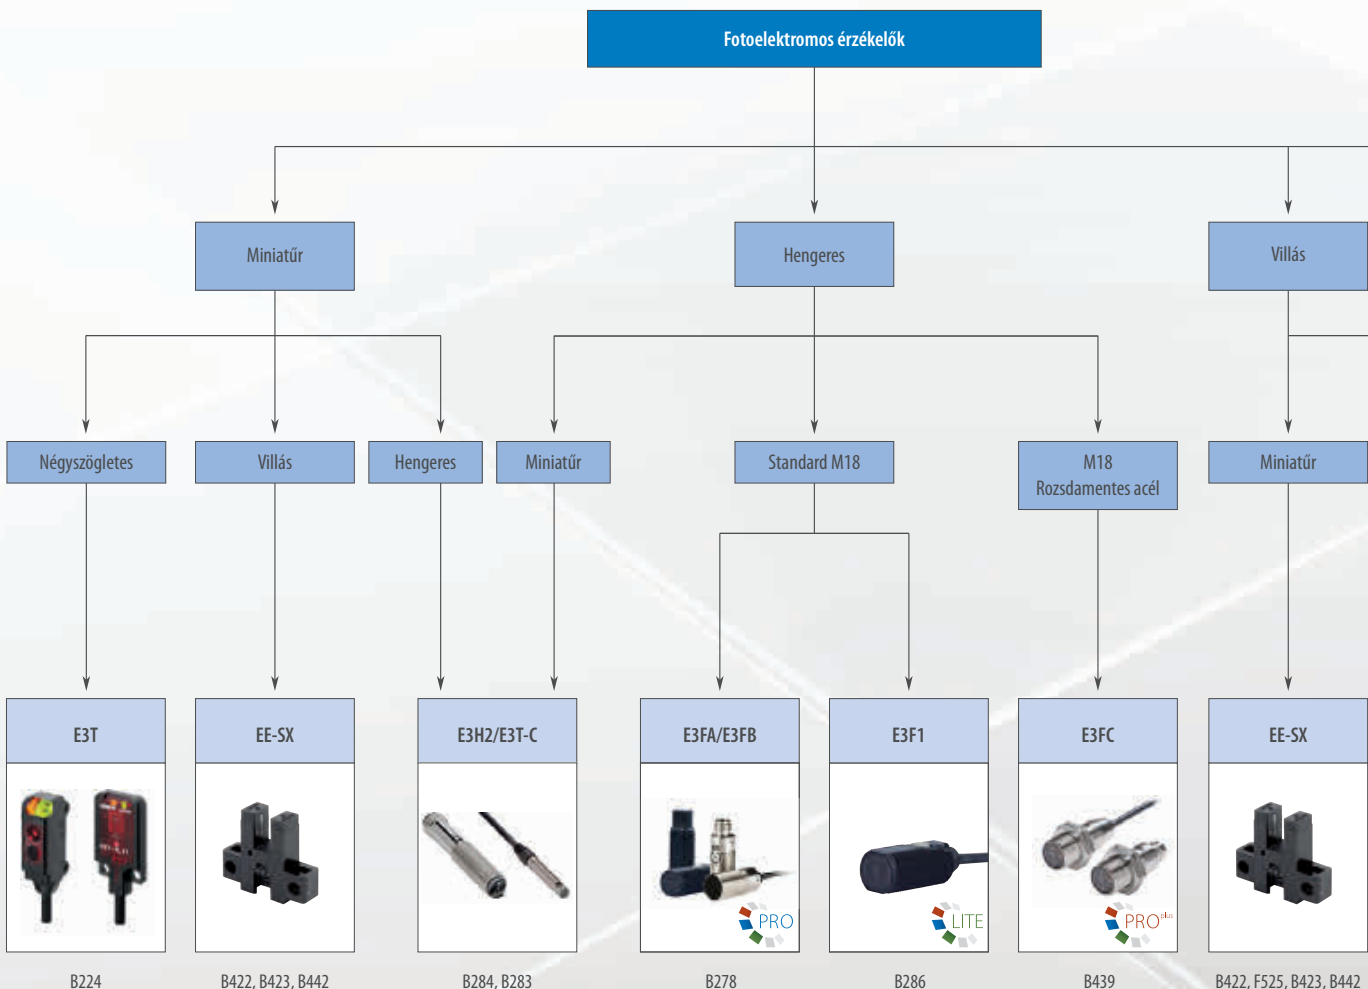 Fotoelektromos érzékelők
Miniatűr
Hengeres
Villás
Négyszögletes
Villás
Hengeres
Miniatűr
Standard M18
M18
Rozsdamentes acél
Miniatűr
E3T
EE-SX
E3H2/E3T-C
E3FA/E3FB
E3F1
E3FC
EE-SX
PRO
LITE
PRO plus
B224
B422, B423, B442
B284, B283
B278
B286
B439
B422, F525, B423, B442